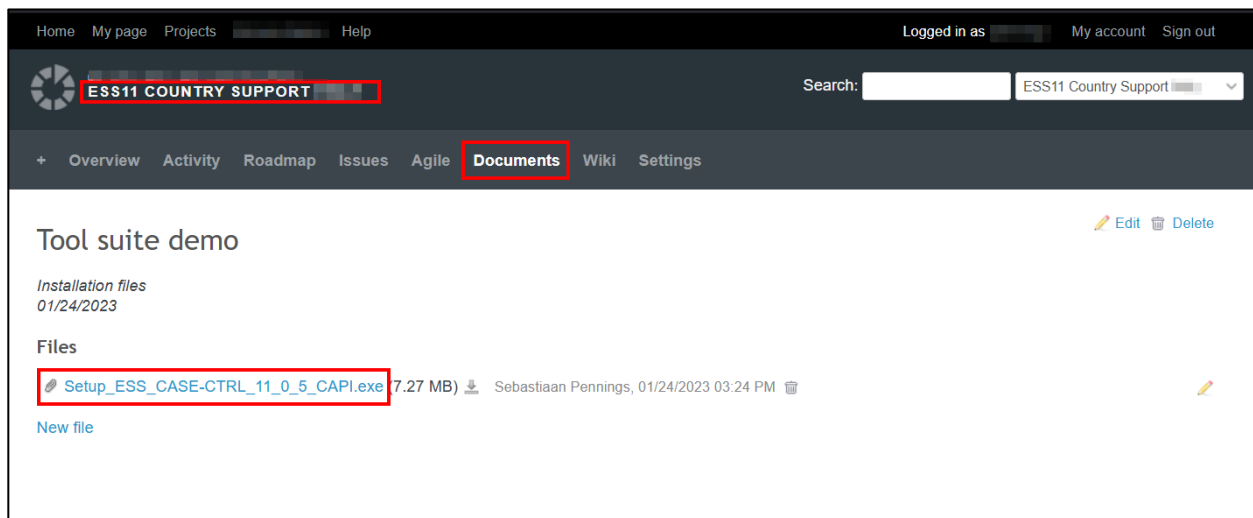 Home My page Projects Help Logged in as My account Sign out
ESS11 COUNTRY SUPPORT Search: ESS11 Country Support
+ Overview Activity Roadmap Issues Agile Documents Wiki Settings
Tool suite demo Edit Delete
Installation files
01/24/2023
Files
Setup_ESS_CASE-CTRL_11_0_5_CAPI.exe (7.27 MB) Sebastiaan Pennings, 01/24/2023 03:24 PM
New file